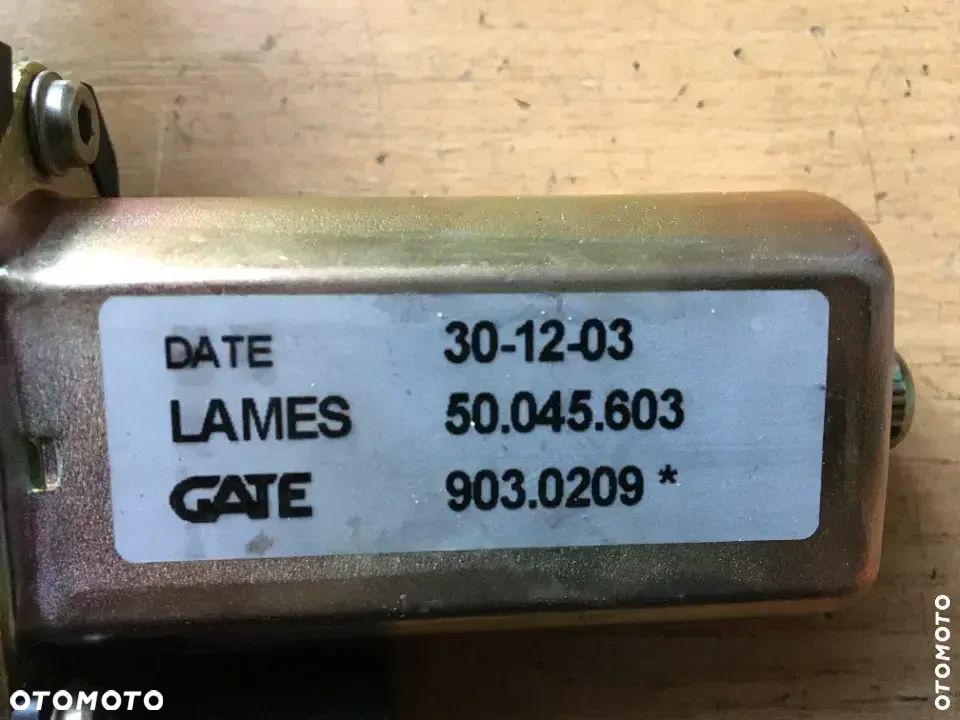 DATE 30-12-03
LAMES 50.045.603
GATE 903.0209 *
OTOMOTO
OTOMOTO